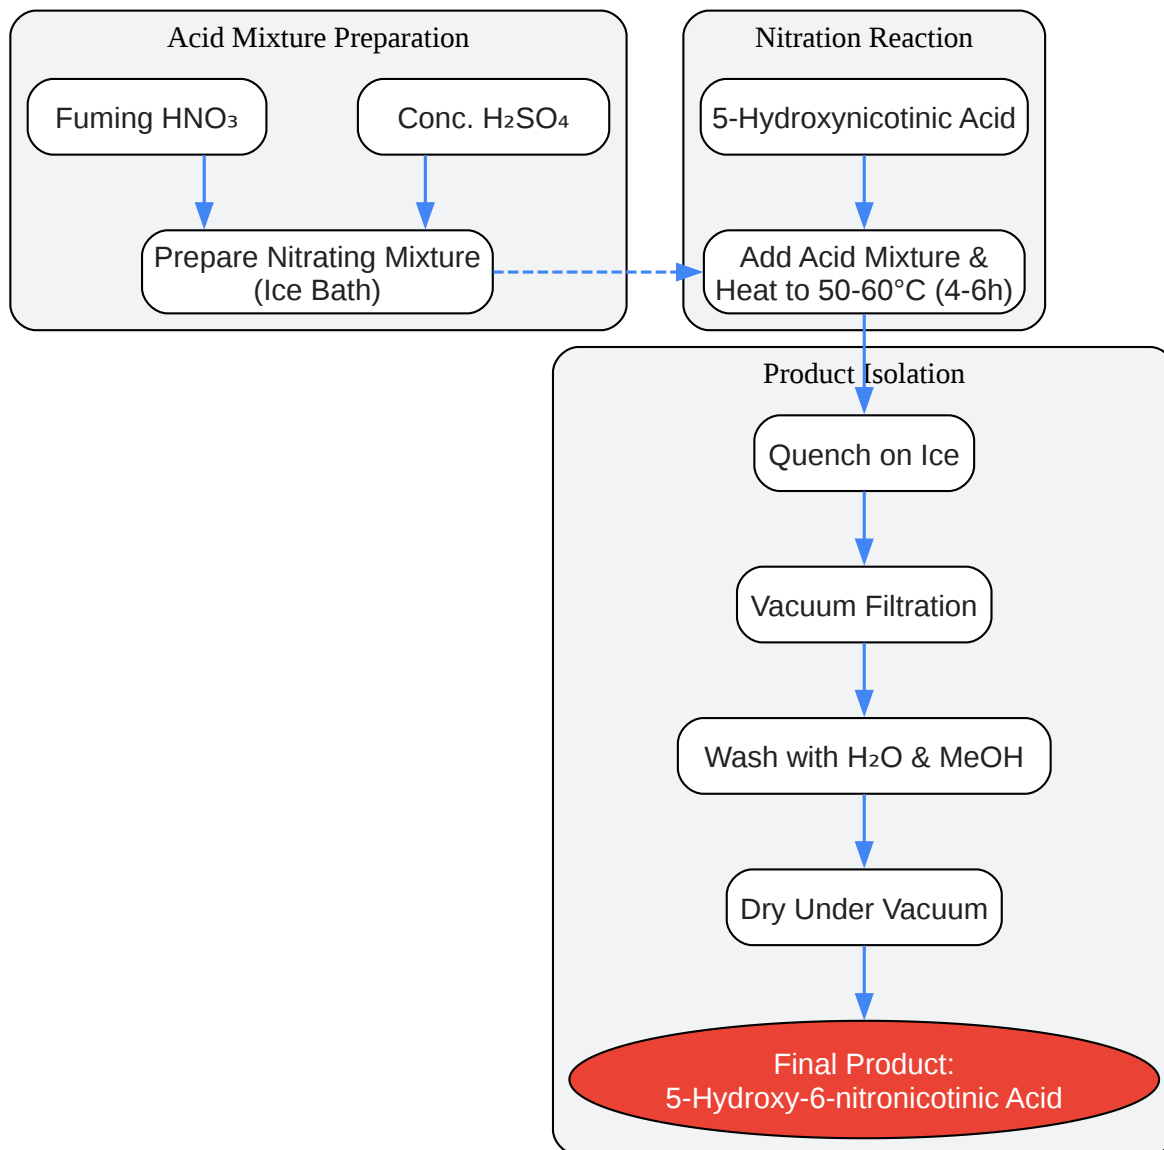 Acid Mixture Preparation
Fuming HNO₃
Conc. H₂SO₄
Prepare Nitrating Mixture
(Ice Bath)
Nitration Reaction
5-Hydroxynicotinic Acid
Add Acid Mixture &
Heat to 50-60°C (4-6h)
Product Isolation
Quench on Ice
Vacuum Filtration
Wash with H₂O & MeOH
Dry Under Vacuum
Final Product:
5-Hydroxy-6-nitronicotinic Acid